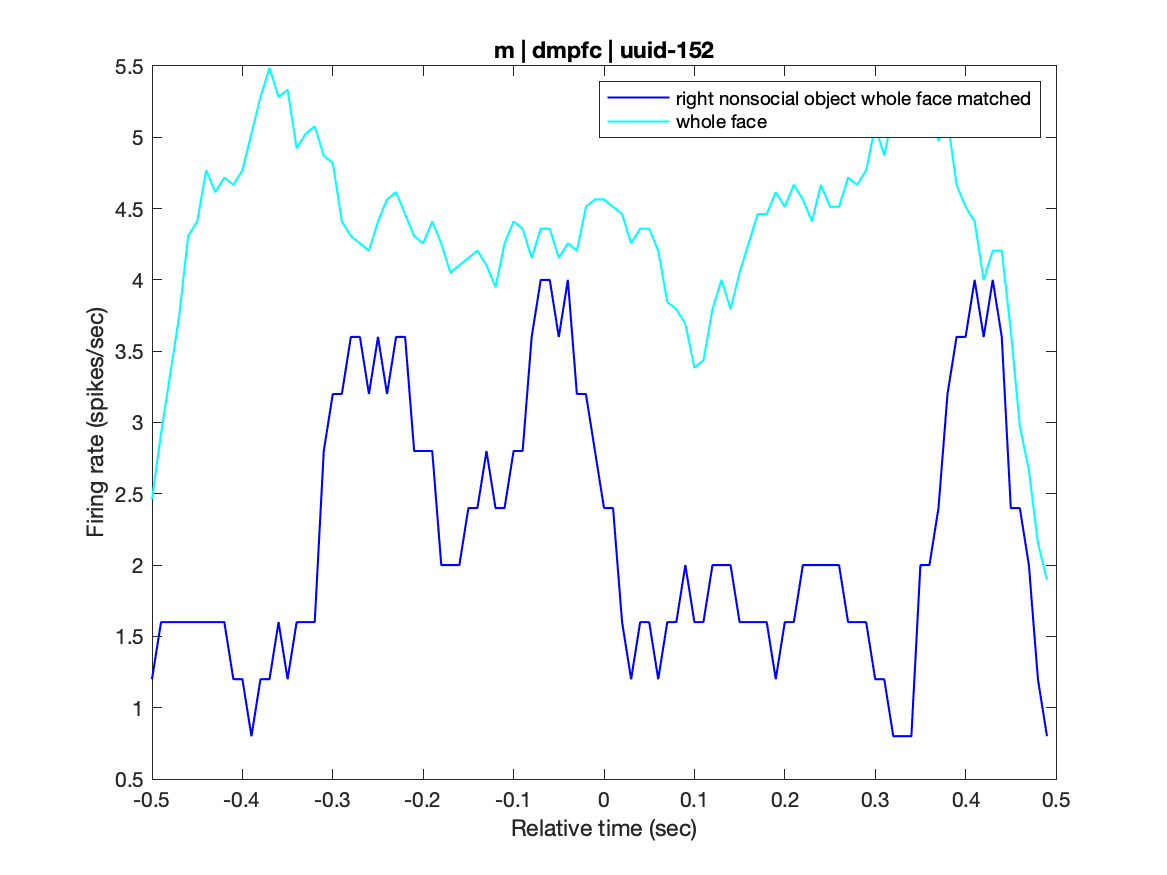 m | dmpfc | uuid-152
right nonsocial object whole face matched
whole face
5.5
5
4.5
4
3.5
3
2.5
2
1.5
1
0.5
Firing rate (spikes/sec)
-0.5 -0.4 -0.3 -0.2 -0.1 0 0.1 0.2 0.3 0.4 0.5
Relative time (sec)